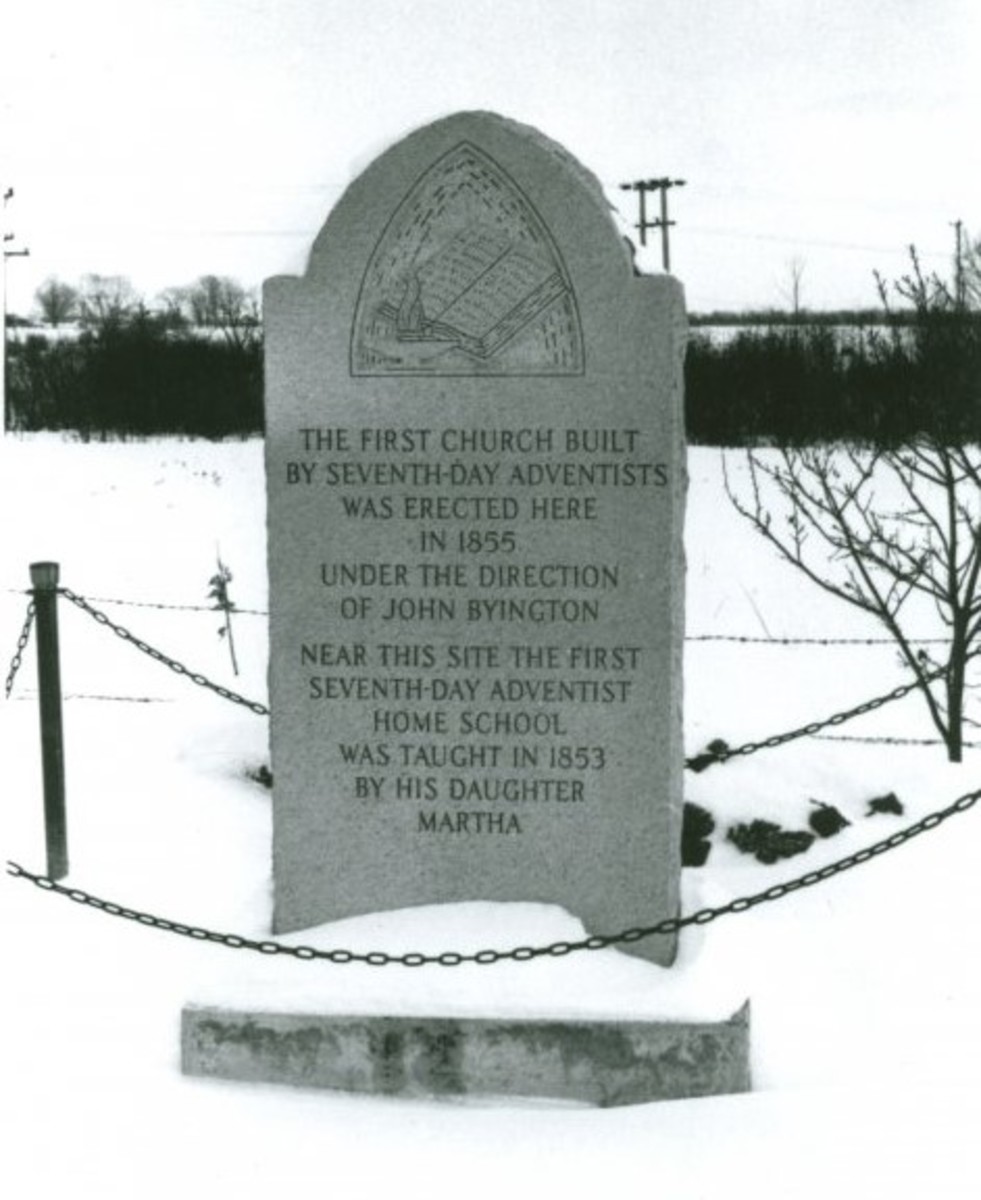 THE FIRST CHURCH BUILT
BY SEVENTH-DAY ADVENTISTS
WAS ERECTED HERE
IN 1855
UNDER THE DIRECTION
OF JOHN BYINGTON
NEAR THIS SITE THE FIRST
SEVENTH-DAY ADVENTIST
HOME SCHOOL
WAS TAUGHT IN 1853
BY HIS DAUGHTER
MARTHA